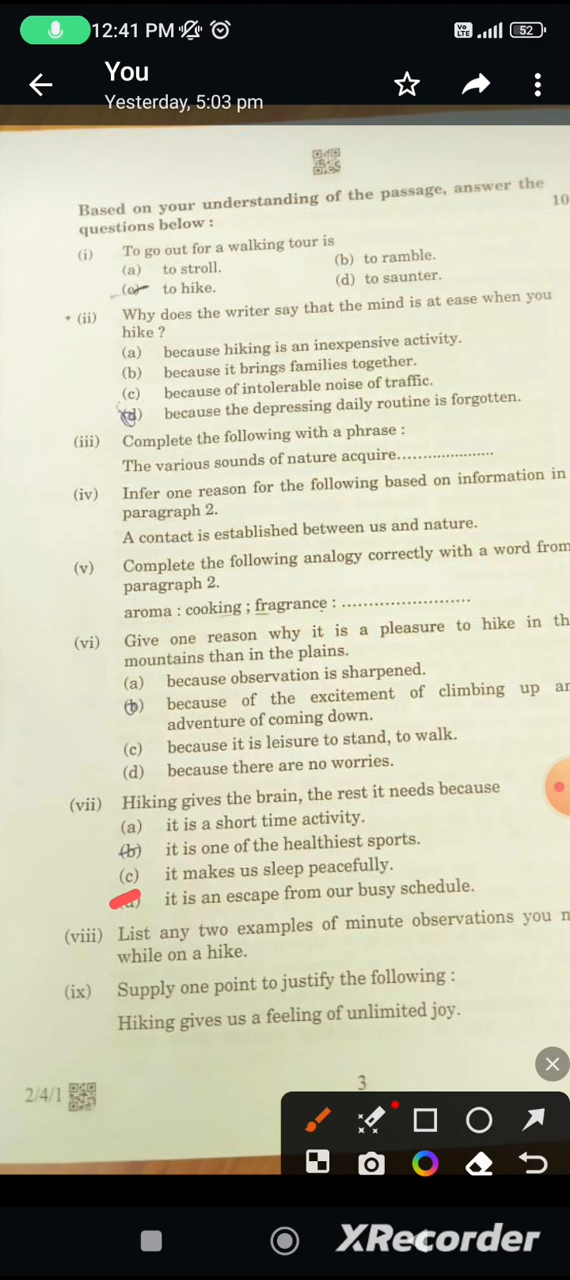 12:41 PM
Vo LTE
52
You
Yesterday, 5:03 pm
Based on your understanding of the passage, answer the
questions below :
10
(i) To go out for a walking tour is
(a) to stroll. (b) to ramble.
(c) to hike. (d) to saunter.
(ii) Why does the writer say that the mind is at ease when you
hike ?
(a) because hiking is an inexpensive activity.
(b) because it brings families together.
(c) because of intolerable noise of traffic.
(d) because the depressing daily routine is forgotten.
(iii) Complete the following with a phrase :
The various sounds of nature acquire......................
(iv) Infer one reason for the following based on information in
paragraph 2.
A contact is established between us and nature.
(v) Complete the following analogy correctly with a word from
paragraph 2.
aroma : cooking ; fragrance : ........................
(vi) Give one reason why it is a pleasure to hike in th
mountains than in the plains.
(a) because observation is sharpened.
(b) because of the excitement of climbing up an
adventure of coming down.
(c) because it is leisure to stand, to walk.
(d) because there are no worries.
(vii) Hiking gives the brain, the rest it needs because
(a) it is a short time activity.
(b) it is one of the healthiest sports.
(c) it makes us sleep peacefully.
(d) it is an escape from our busy schedule.
(viii) List any two examples of minute observations you m
while on a hike.
(ix) Supply one point to justify the following :
Hiking gives us a feeling of unlimited joy.
2/4/1
3
XRecorder